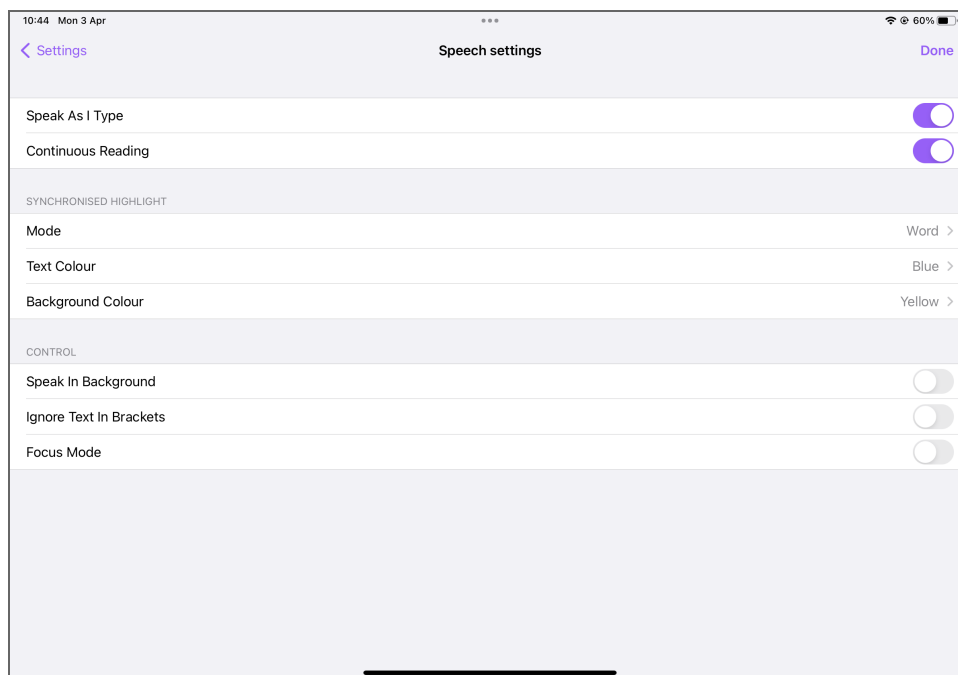 10:44 Mon 3 Apr 60%
Settings Speech settings Done
Speak As I Type
Continuous Reading
SYNCHRONISED HIGHLIGHT
Mode Word
Text Colour Blue
Background Colour Yellow
CONTROL
Speak In Background
Ignore Text In Brackets
Focus Mode